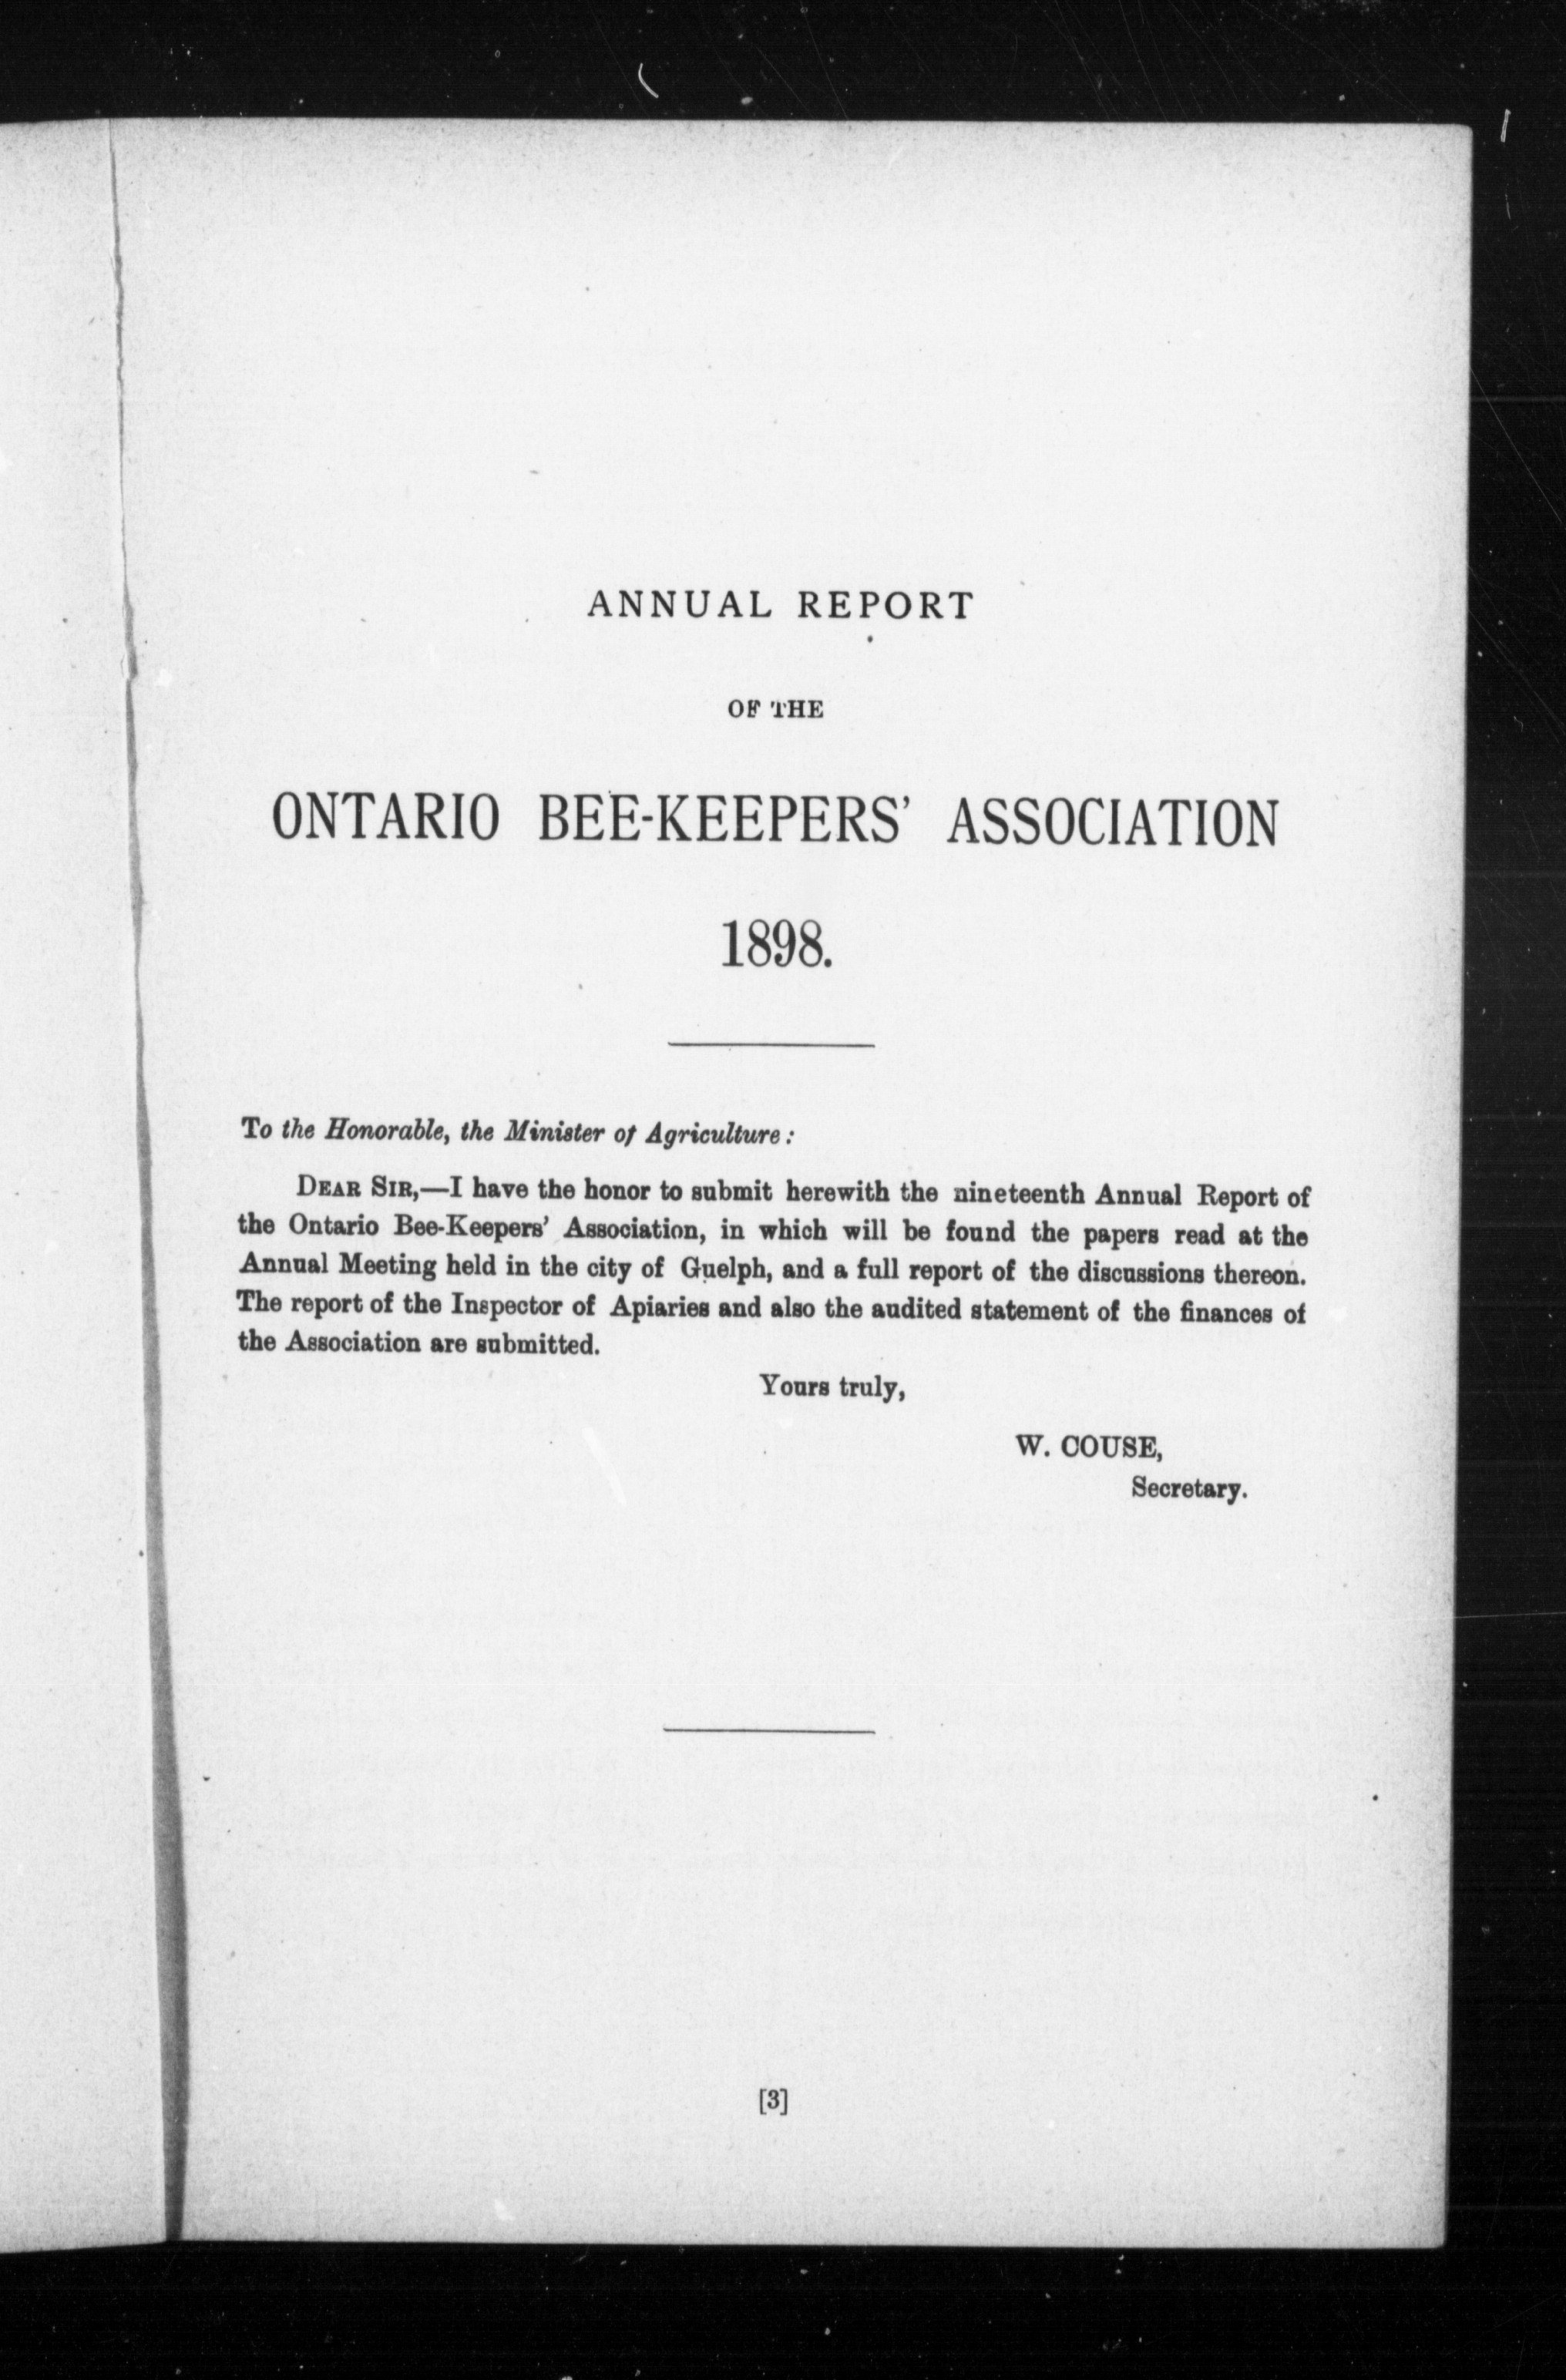 ANNUAL REPORT
OF THE
ONTARIO BEE-KEEPERS' ASSOCIATION
1898.
To the Honorable, the Minister of Agriculture:
DEAR SIR,—I have the honor to submit herewith the nineteenth Annual Report of
the Ontario Bee-Keepers' Association, in which will be found the papers read at the
Annual Meeting held in the city of Guelph, and a full report of the discussions thereon.
The report of the Inspector of Apiaries and also the audited statement of the finances of
the Association are submitted.
Yours truly,
W. COUSE,
Secretary.
[3]